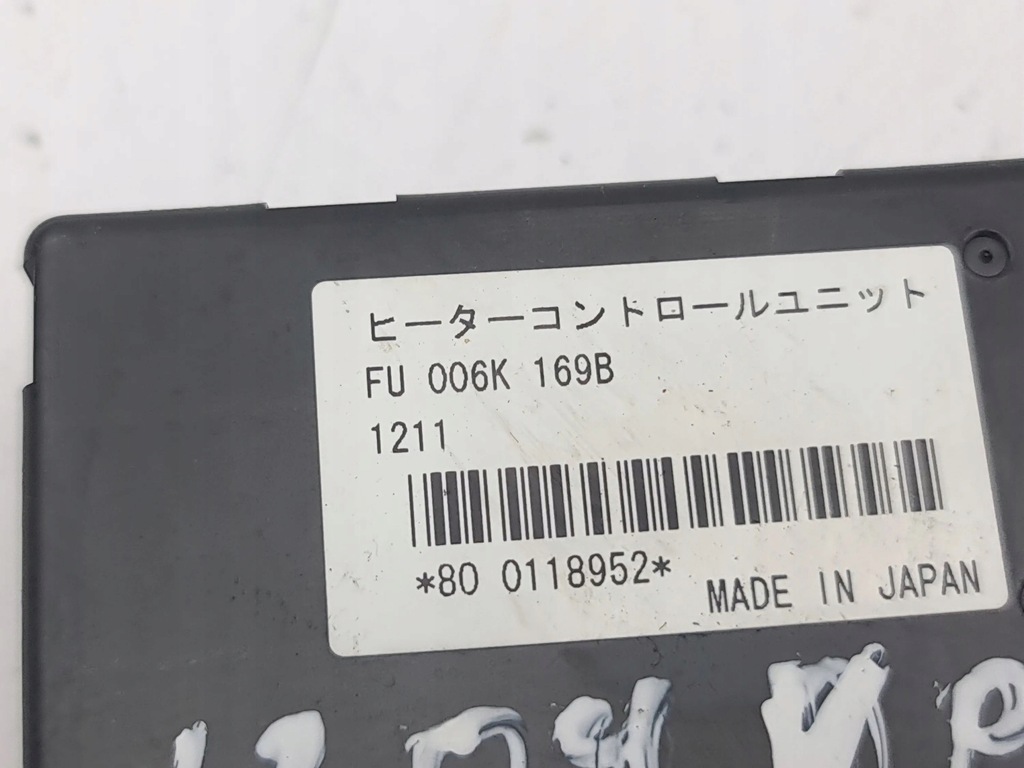 ヒーターコントロールユニット
FU 006K 169B
1211
*80 0118952*
MADE IN JAPAN